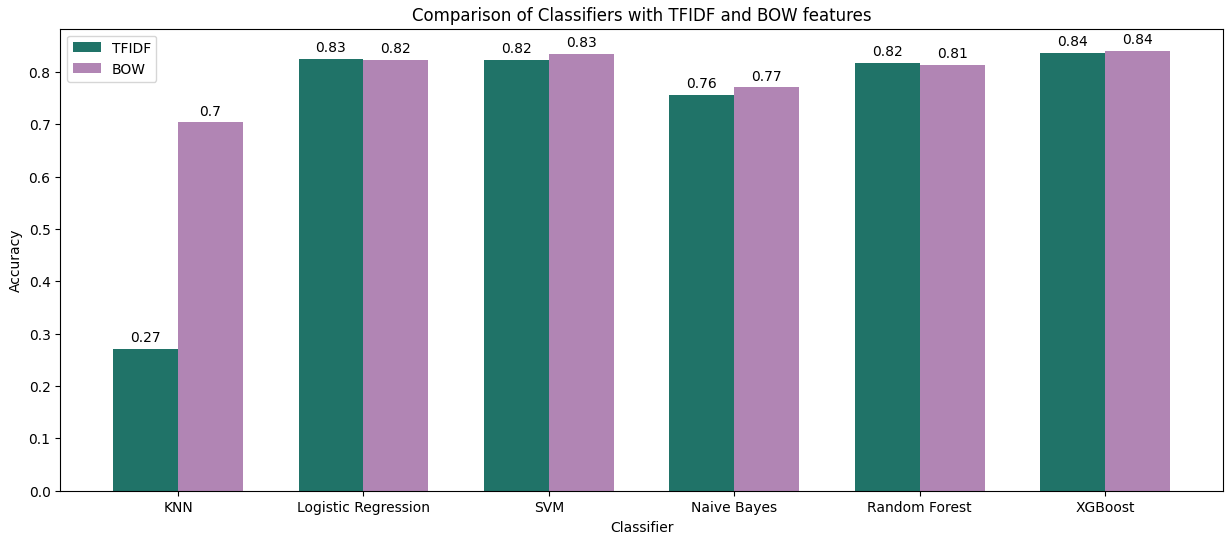 Comparison of Classifiers with TFIDF and BOW features
TFIDF
BOW
0.27
0.7
0.83
0.82
0.82
0.83
0.76
0.77
0.82
0.81
0.84
0.84
Accuracy
0.8
0.7
0.6
0.5
0.4
0.3
0.2
0.1
0.0
KNN
Logistic Regression
SVM
Naive Bayes
Random Forest
XGBoost
Classifier